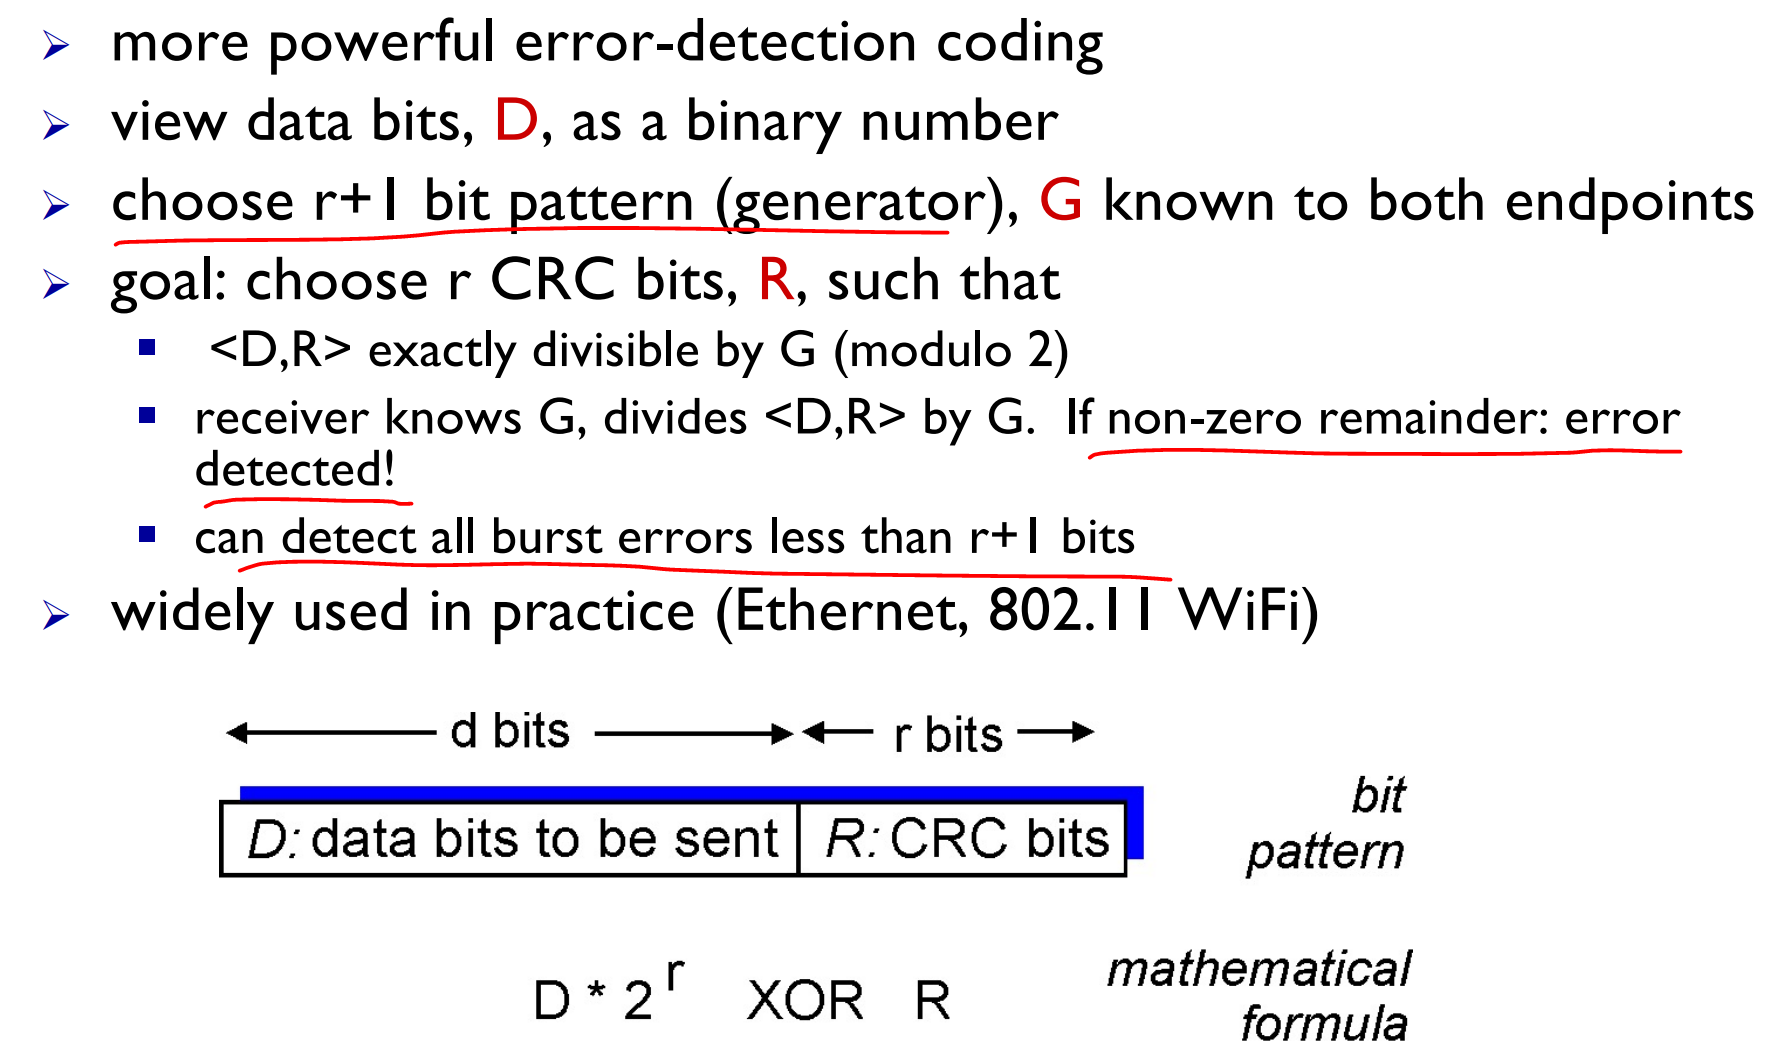 ➢ more powerful error-detection coding
➢ view data bits, D, as a binary number
➢ choose r+1 bit pattern (generator), G known to both endpoints
➢ goal: choose r CRC bits, R, such that
▪ <D,R> exactly divisible by G (modulo 2)
▪ receiver knows G, divides <D,R> by G. If non-zero remainder: error
detected!
▪ can detect all burst errors less than r+1 bits
➢ widely used in practice (Ethernet, 802.11 WiFi)
d bits r bits
D: data bits to be sent R: CRC bits
bit
pattern
D * 2^r XOR R
mathematical
formula